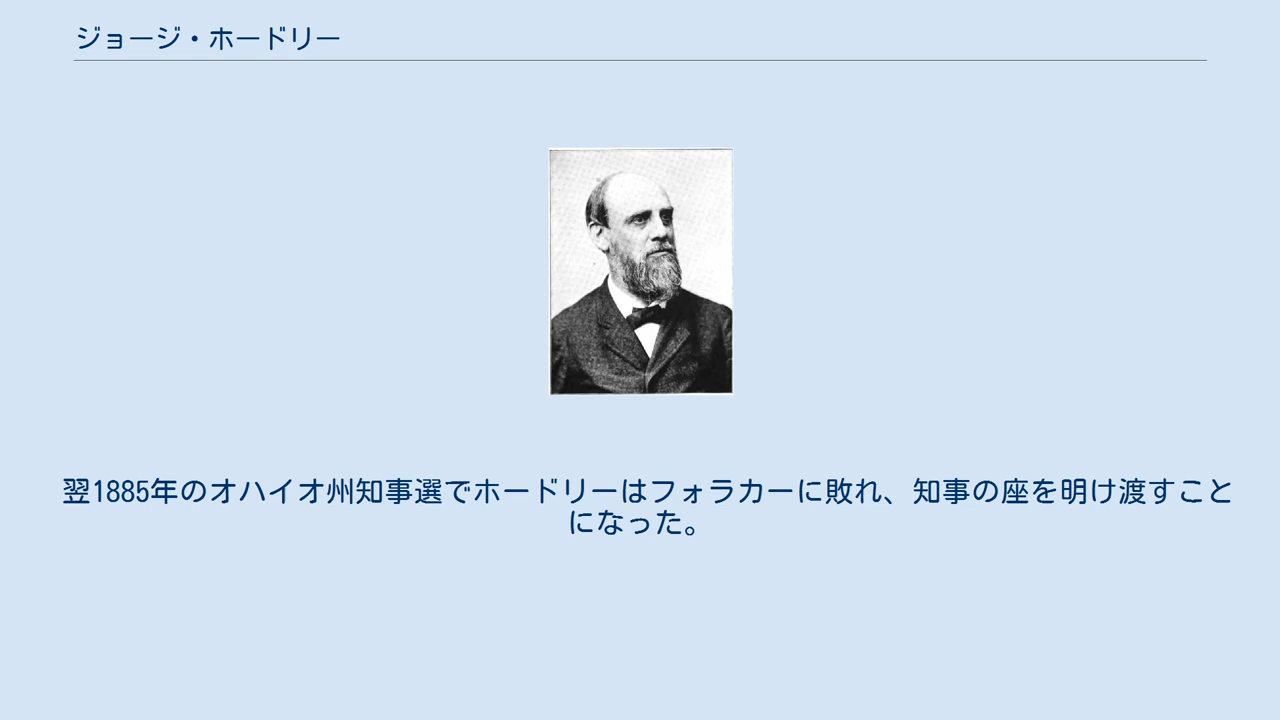 ジョージ・ホードリー
翌1885年のオハイオ州知事選でホードリーはフォラカーに敗れ、知事の座を明け渡すこと
になった。